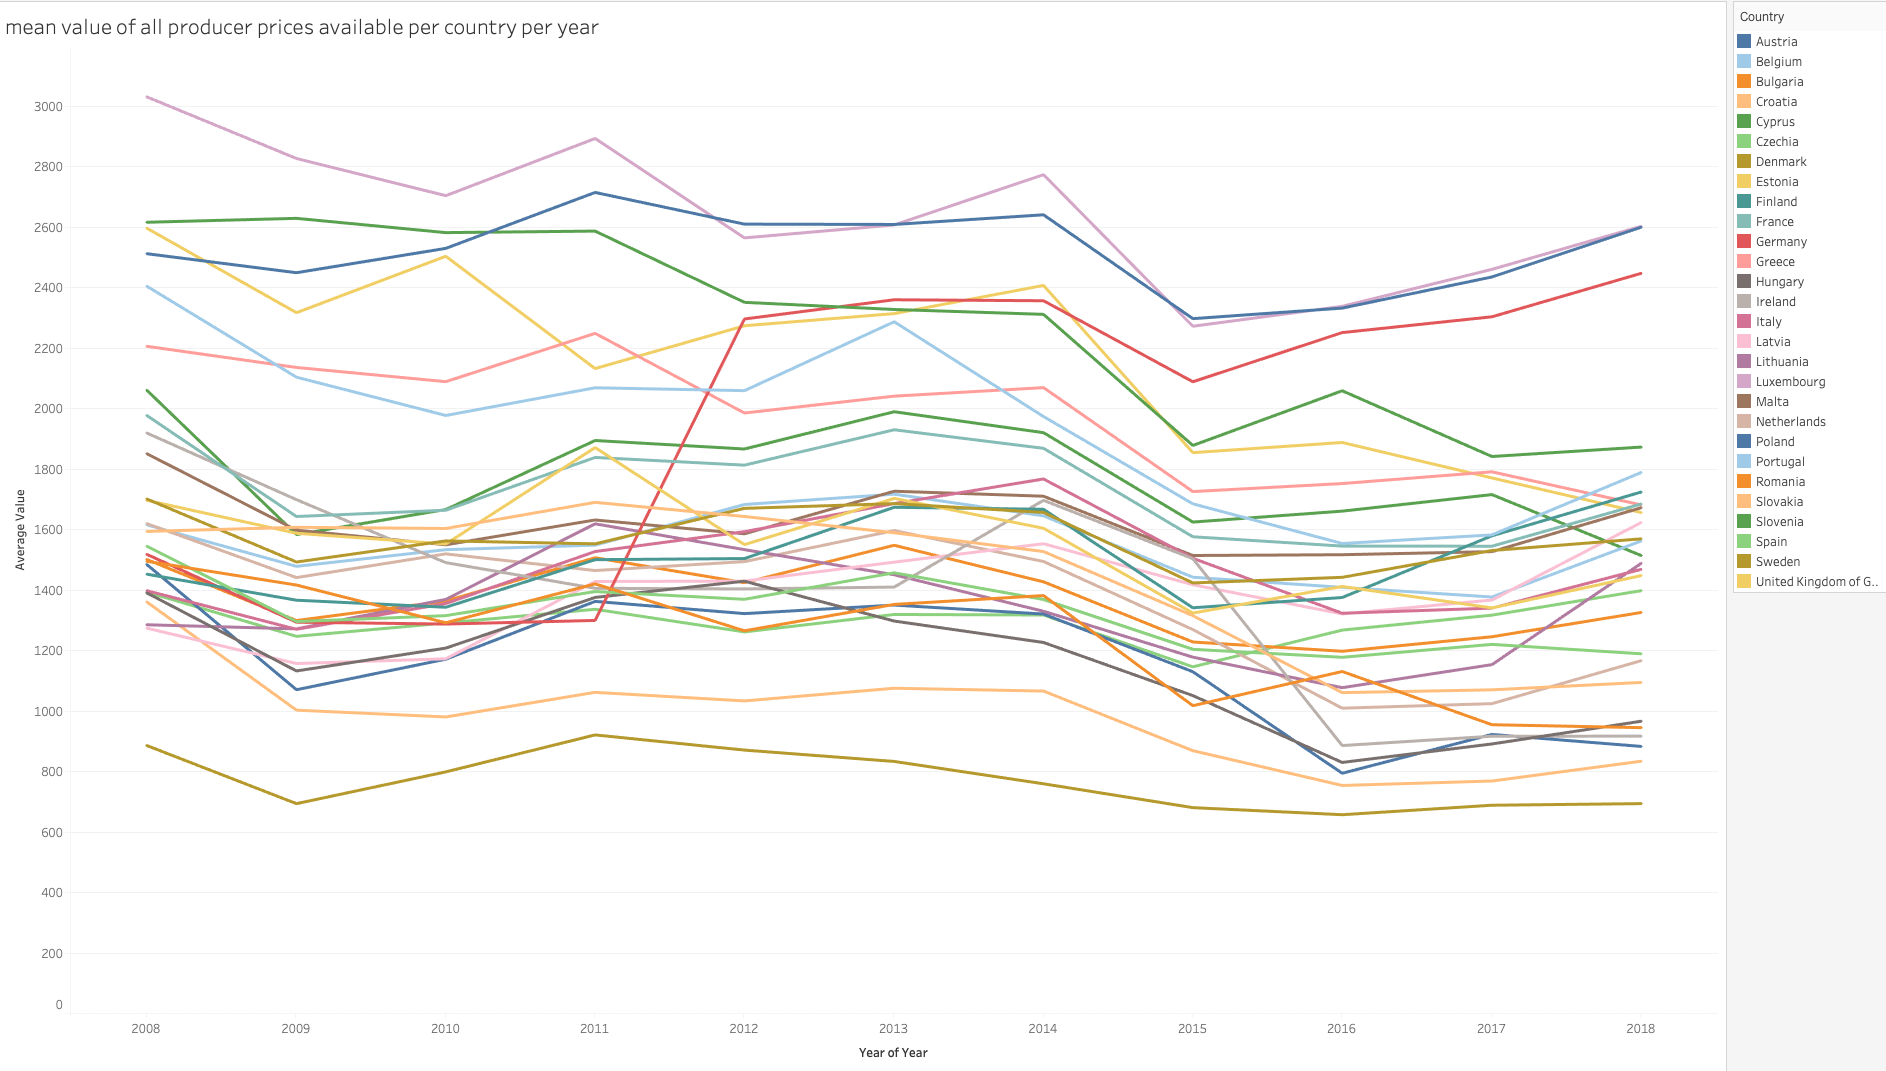 mean value of all producer prices available per country per year
3000
2800
2600
2400
2200
2000
1800
1600
1400
1200
1000
800
600
400
200
0
Average Value
2008 2009 2010 2011 2012 2013 2014 2015 2016 2017 2018
Year of Year
Country
Austria
Belgium
Bulgaria
Croatia
Cyprus
Czechia
Denmark
Estonia
Finland
France
Germany
Greece
Hungary
Ireland
Italy
Latvia
Lithuania
Luxembourg
Malta
Netherlands
Poland
Portugal
Romania
Slovakia
Slovenia
Spain
Sweden
United Kingdom of G..